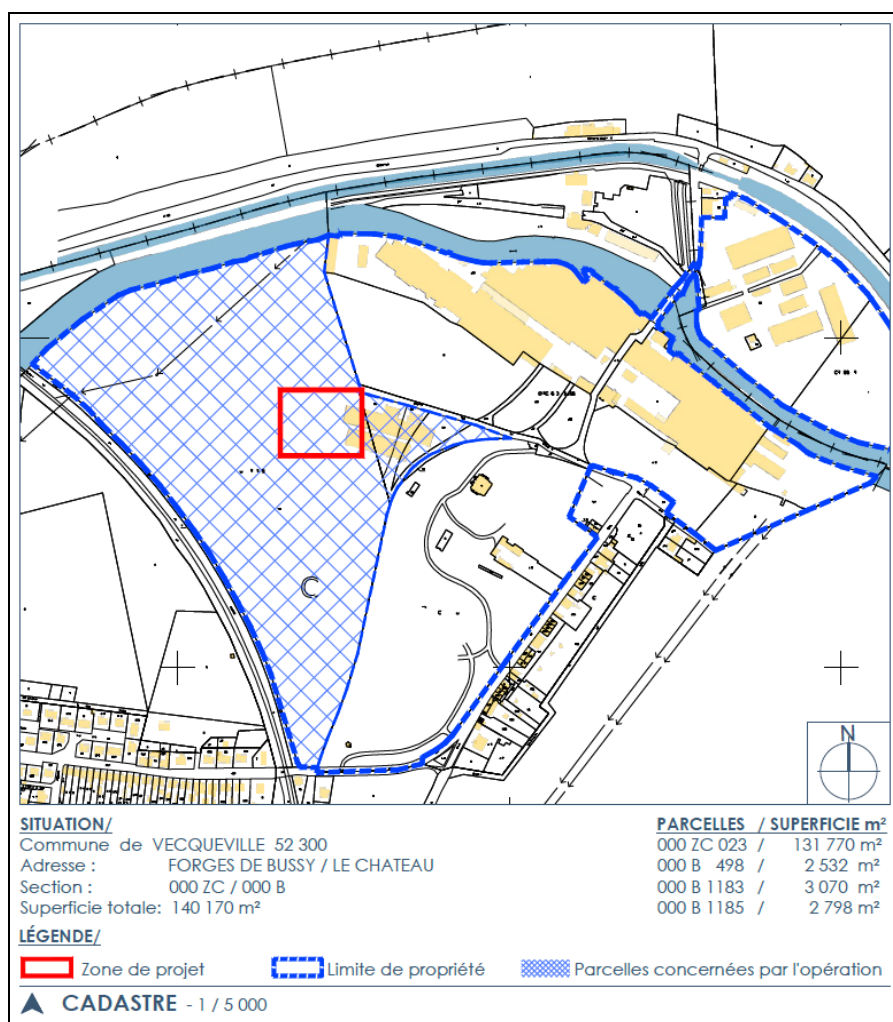 N
SITUATION/
Commune de VECQUEVILLE 52 300
Adresse : FORGES DE BUSSY / LE CHATEAU
Section : 000 ZC / 000 B
Superficie totale: 140 170 m²
PARCELLES / SUPERFICIE m²
000 ZC 023 / 131 770 m²
000 B 498 / 2 532 m²
000 B 1183 / 3 070 m²
000 B 1185 / 2 798 m²
LÉGENDE/
Zone de projet
Limite de propriété
Parcelles concernées par l'opération
CADASTRE - 1 / 5 000